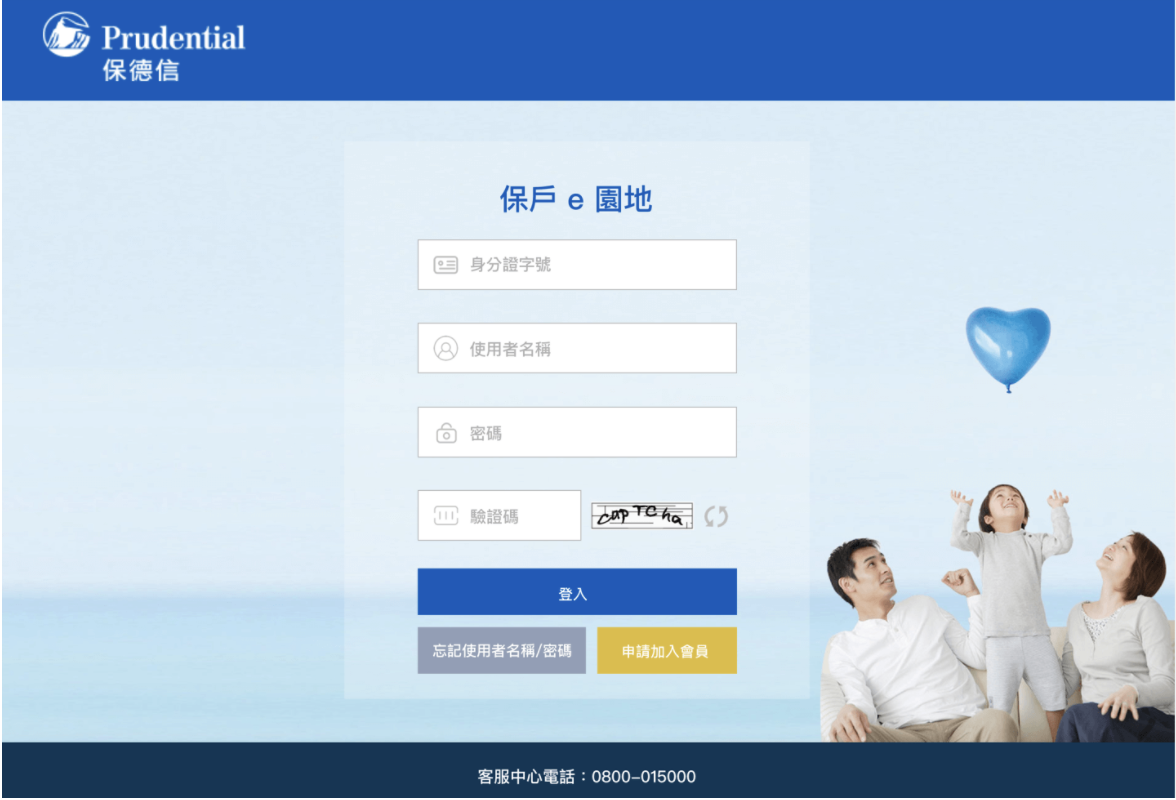 Prudential
保德信
保戶 e 園地
身分證字號
使用者名稱
密碼
驗證碼
capTCha
登入
忘記使用者名稱/密碼
申請加入會員
客服中心電話：0800-015000